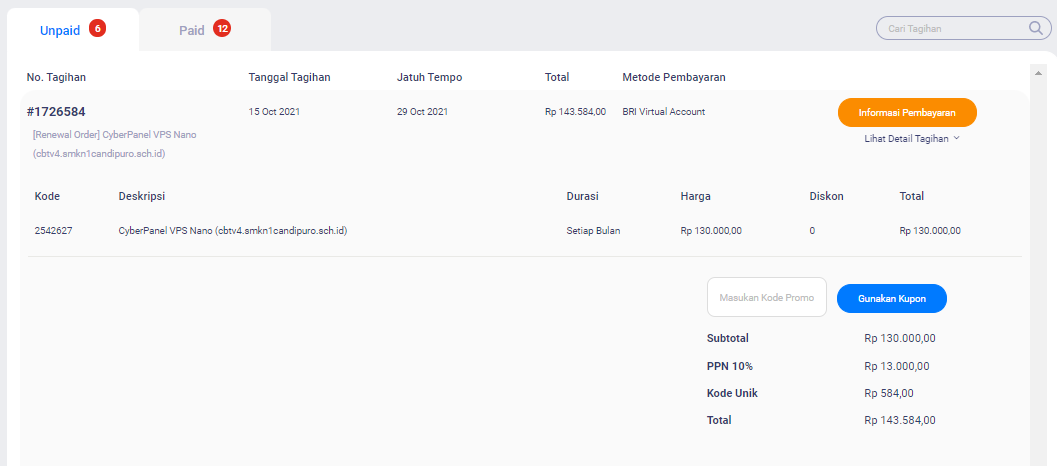 Unpaid 6 Paid 12
Cari Tagihan
No. Tagihan Tanggal Tagihan Jatuh Tempo Total Metode Pembayaran
#1726584 15 Oct 2021 29 Oct 2021 Rp 143.584,00 BRI Virtual Account Informasi Pembayaran
[Renewal Order] CyberPanel VPS Nano
(cbtv4.smkn1candipuro.sch.id)
Lihat Detail Tagihan
Kode Deskripsi Durasi Harga Diskon Total
2542627 CyberPanel VPS Nano (cbtv4.smkn1candipuro.sch.id) Setiap Bulan Rp 130.000,00 0 Rp 130.000,00
Masukan Kode Promo Gunakan Kupon
Subtotal Rp 130.000,00
PPN 10% Rp 13.000,00
Kode Unik Rp 584,00
Total Rp 143.584,00